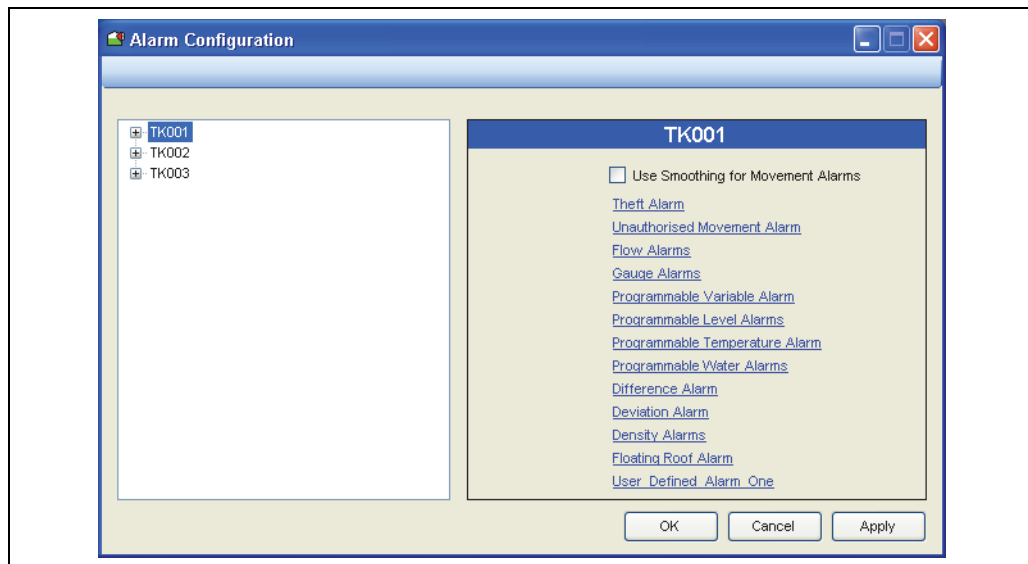 Alarm Configuration
TK001
TK002
TK003
TK001
Use Smoothing for Movement Alarms
Theft Alarm
Unauthorised Movement Alarm
Flow Alarms
Gauge Alarms
Programmable Variable Alarm
Programmable Level Alarms
Programmable Temperature Alarm
Programmable Water Alarms
Difference Alarm
Deviation Alarm
Density Alarms
Floating Roof Alarm
User_Defined_Alarm_One
OK Cancel Apply